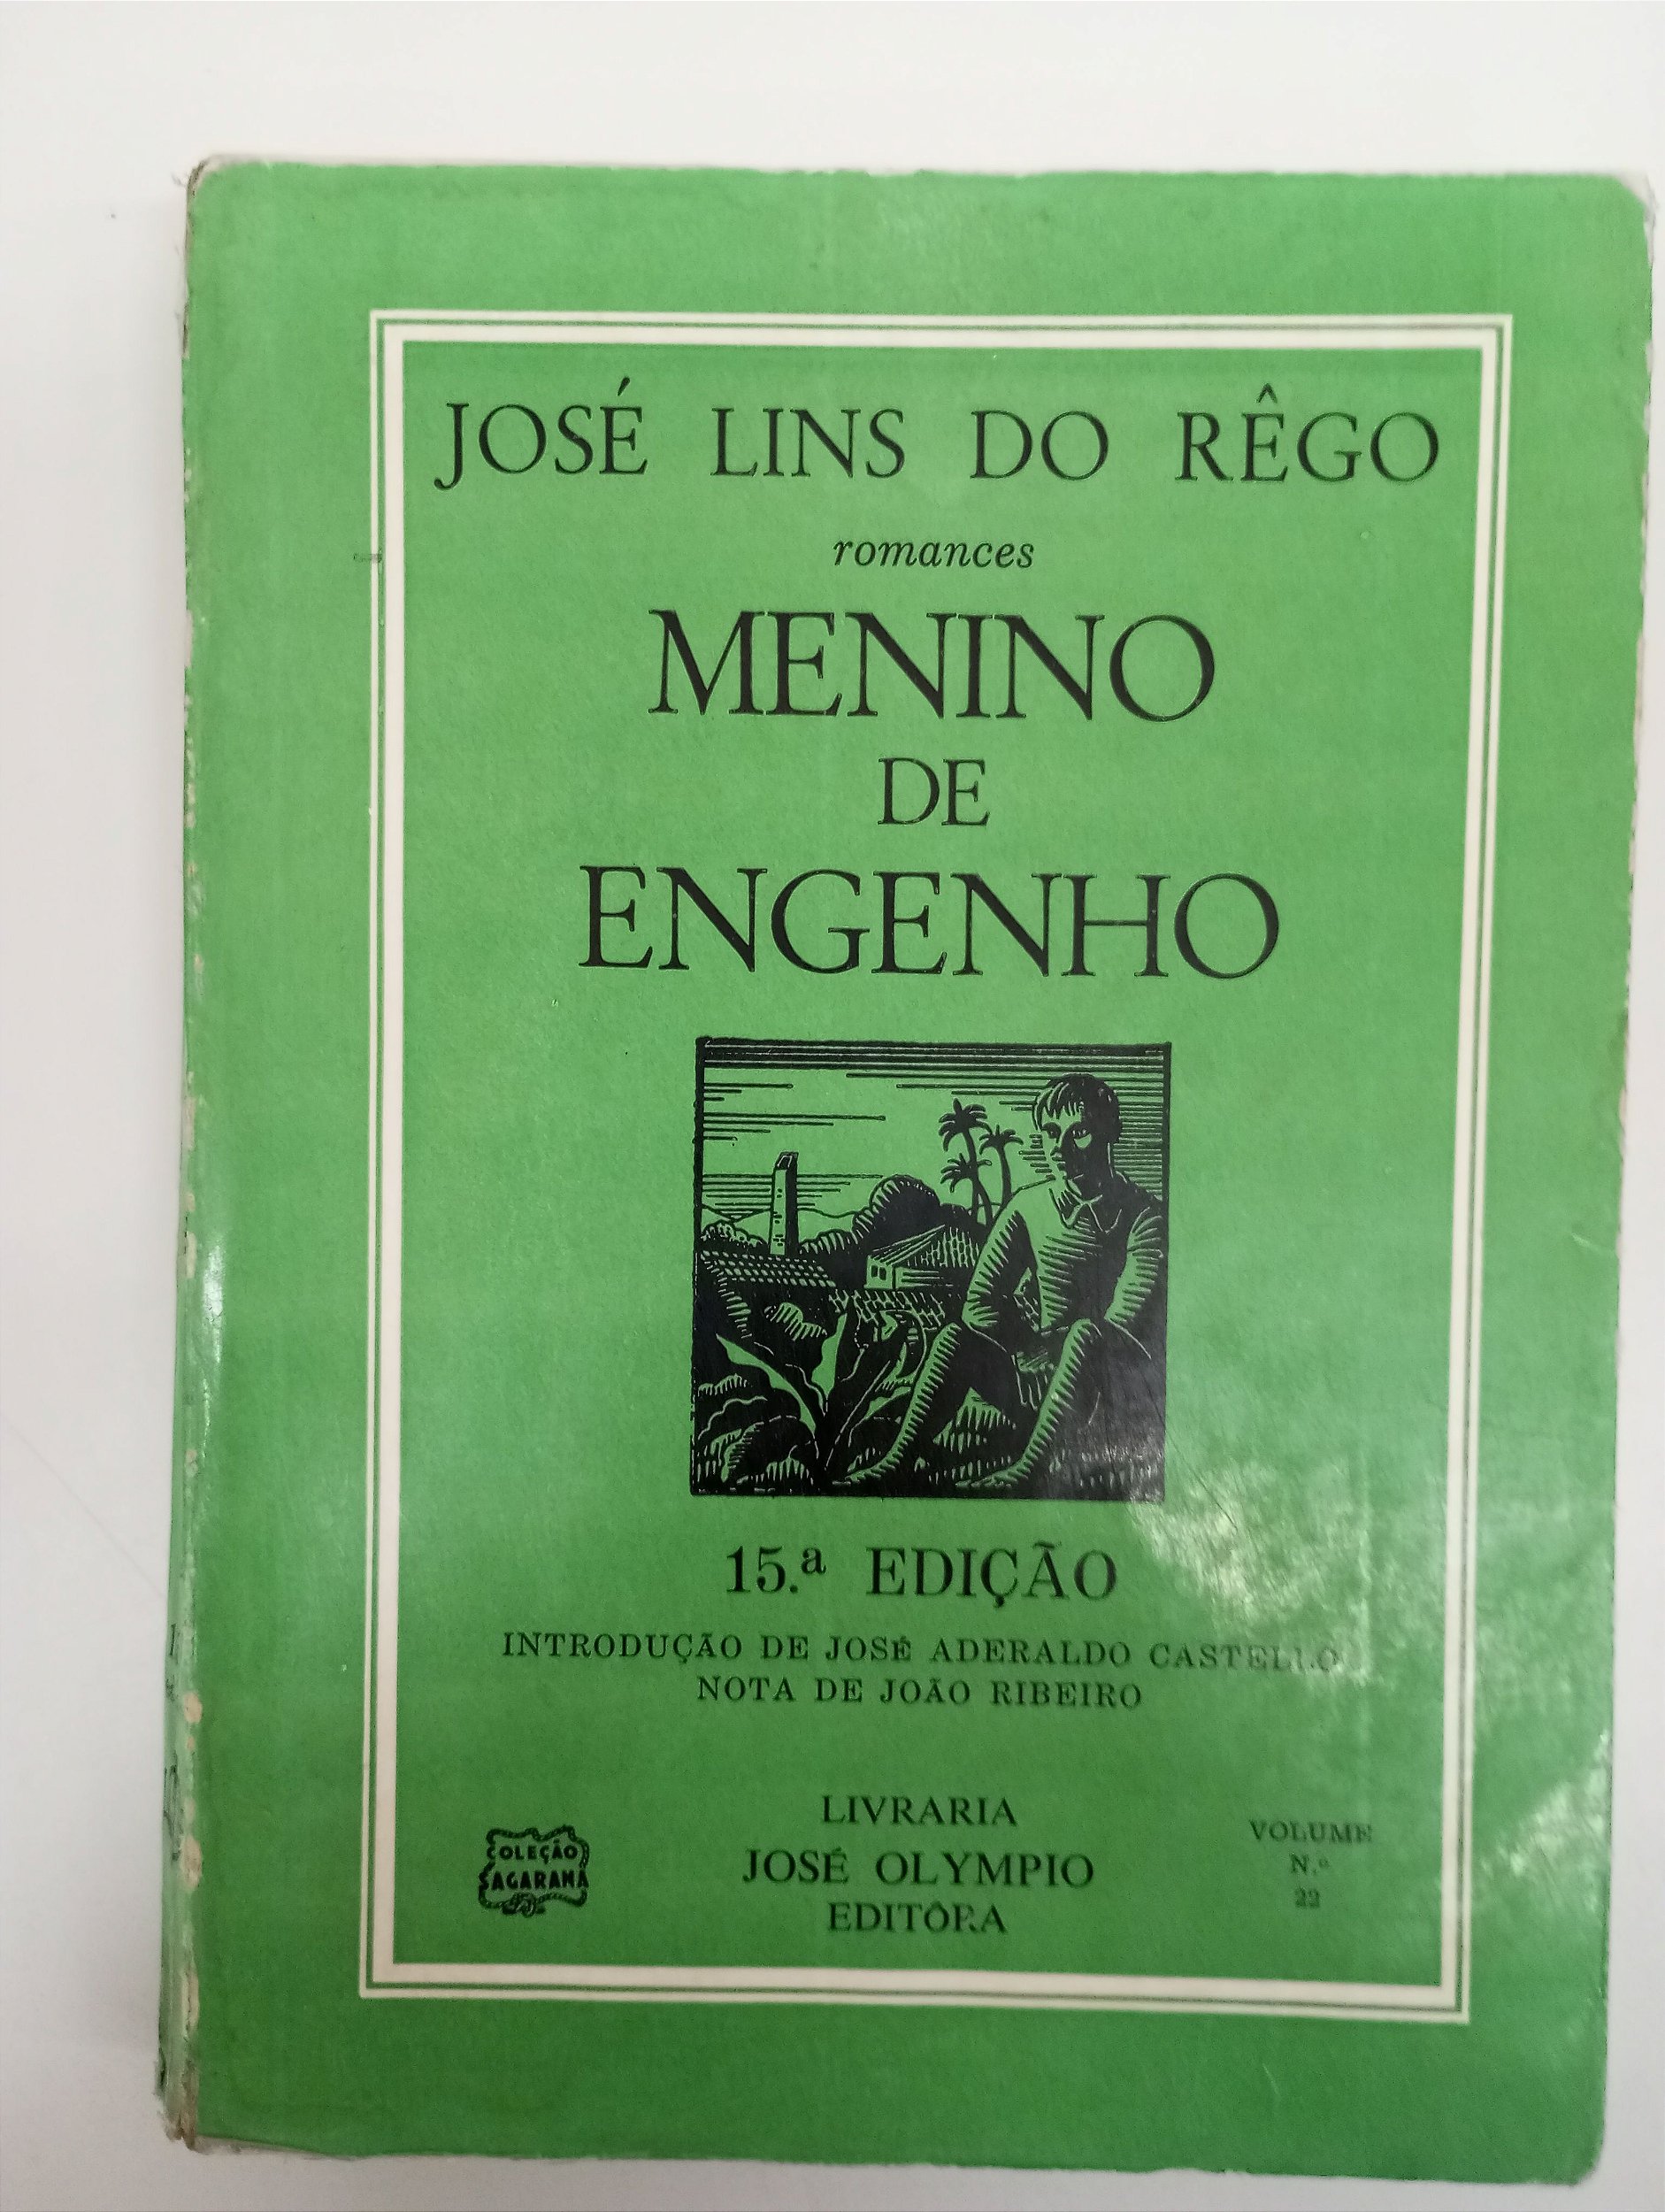 JOSÉ LINS DO RÊGO
romances
MENINO
DE
ENGENHO
15.ª EDIÇÃO
INTRODUÇÃO DE JOSÉ ADERALDO CASTELLO
NOTA DE JOÃO RIBEIRO
COLEÇÃO
SAGARANA
LIVRARIA
JOSÉ OLYMPIO
EDITÔRA
VOLUME
N.º
22